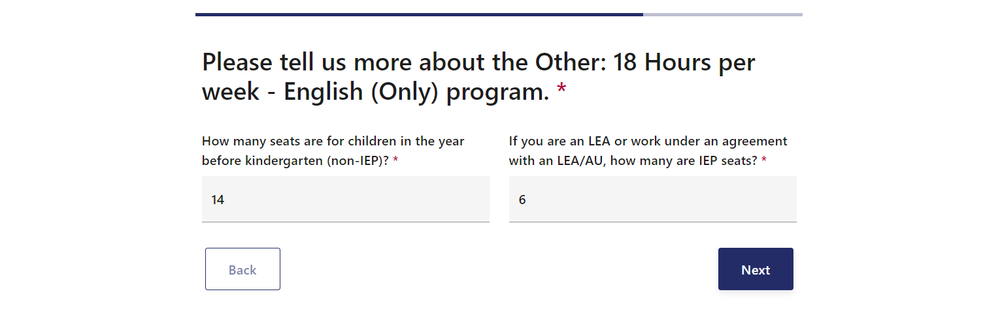 Please tell us more about the Other: 18 Hours per
week - English (Only) program. *
How many seats are for children in the year
before kindergarten (non-IEP)? *
14
If you are an LEA or work under an agreement
with an LEA/AU, how many are IEP seats? *
6
Back
Next